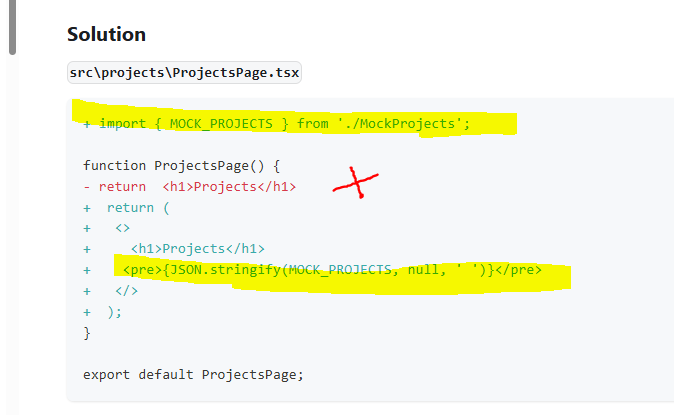 Solution
src\projects\ProjectsPage.tsx
+ import { MOCK_PROJECTS } from './MockProjects';
function ProjectsPage() {
- return  <h1>Projects</h1>
+  return (
+   <>
+     <h1>Projects</h1>
+    <pre>{JSON.stringify(MOCK_PROJECTS, null, ' ')}</pre>
+   </>
+  );
}
export default ProjectsPage;